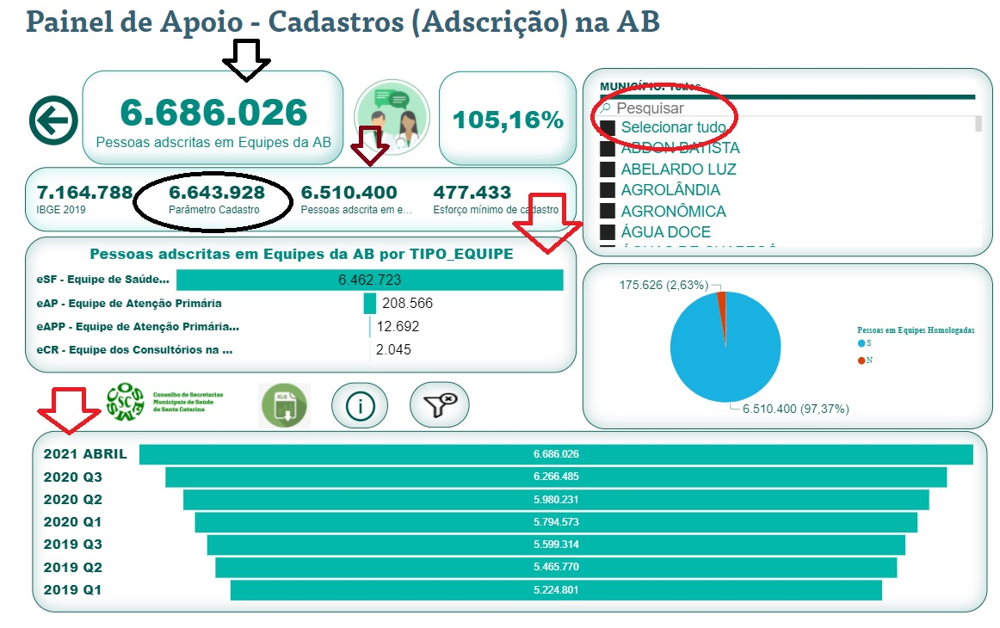 Painel de Apoio - Cadastros (Adscrição) na AB
6.686.026
Pessoas adscritas em Equipes da AB
105,16%
MUNICÍPIO: Todos
Pesquisar
Selecionar tudo
ABDON BATISTA
ABELARDO LUZ
AGROLÂNDIA
AGRONÔMICA
ÁGUA DOCE
7.164.788
IBGE 2019
6.643.928
Parâmetro Cadastro
6.510.400
Pessoas adscrita em e...
477.433
Esforço mínimo de cadastro
Pessoas adscritas em Equipes da AB por TIPO_EQUIPE
eSF - Equipe de Saúde... 6.462.723
eAP - Equipe de Atenção Primária 208.566
eAPP - Equipe de Atenção Primária... 12.692
eCR - Equipe dos Consultórios na ... 2.045
175.626 (2,63%)
Pessoas em Equipes Homologadas
S
N
6.510.400 (97,37%)
COSEMS SC
Conselho de Secretarias
Municipais de Saúde
de Santa Catarina
XLS
i
2021 ABRIL 6.686.026
2020 Q3 6.266.485
2020 Q2 5.980.231
2020 Q1 5.794.573
2019 Q3 5.599.314
2019 Q2 5.465.770
2019 Q1 5.224.801